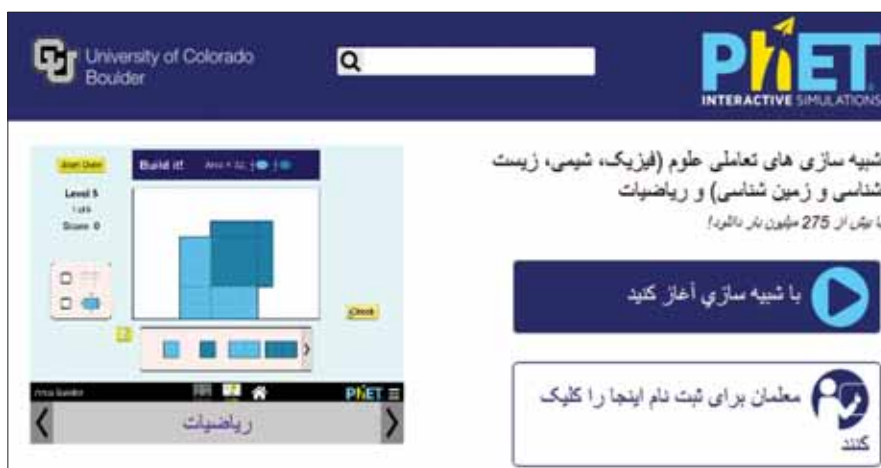 University of Colorado
Boulder
PhET
INTERACTIVE SIMULATIONS
شبیه سازی های تعاملی علوم (فیزیک، شیمی، زیست
شناسی و زمین شناسی) و ریاضیات
با بیش از 275 میلیون بار دانلود!
با شبیه سازي آغاز کنید
معلمان برای ثبت نام اینجا را کلیک
کنند
Start Over
Build it!
Level 5
Score: 0
Check
Area Builder
PhET
ریاضیات